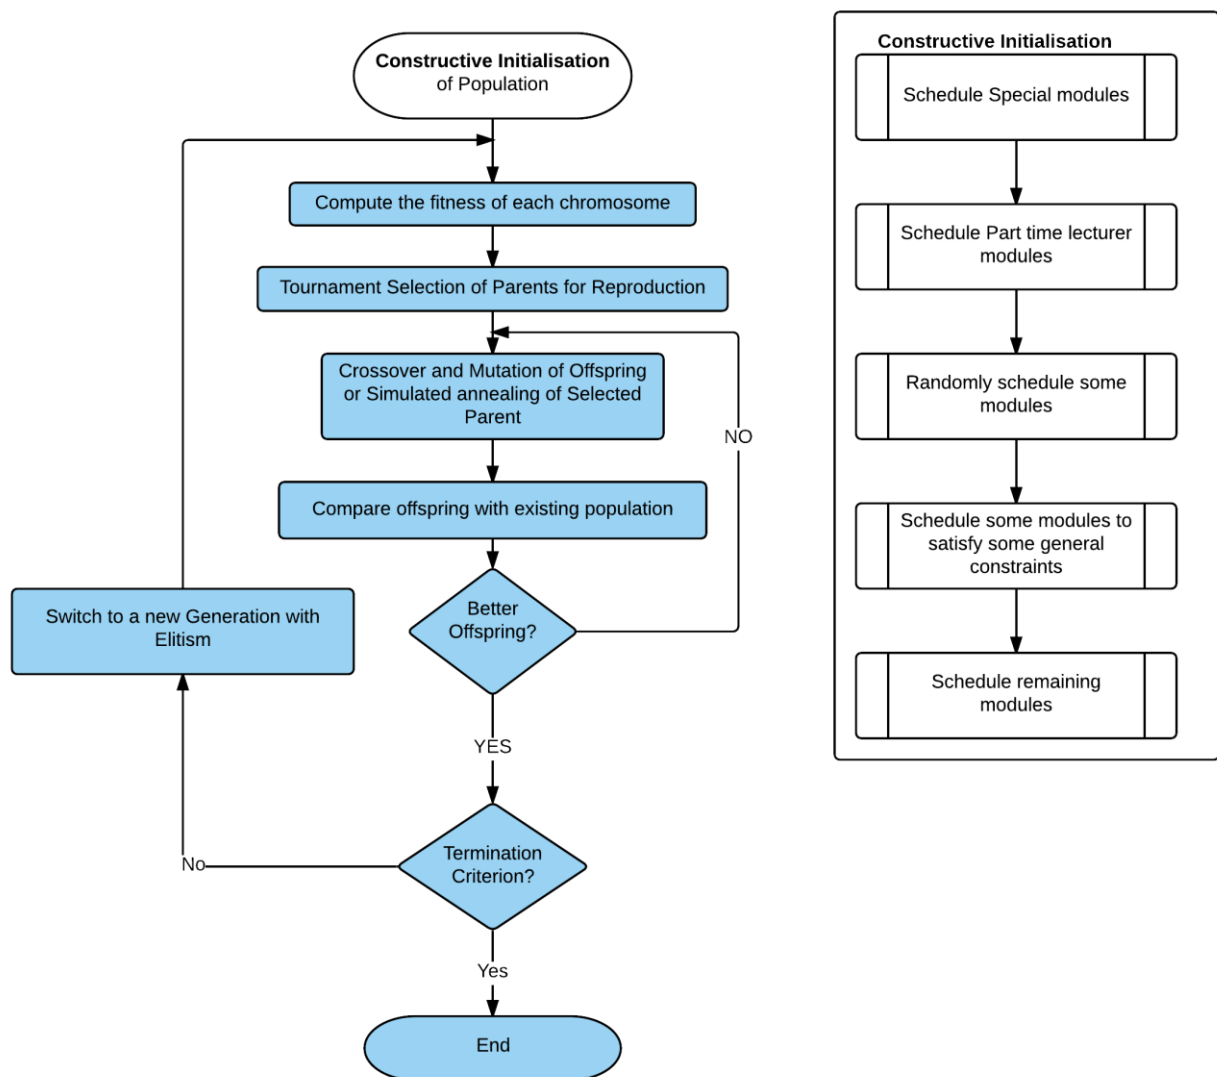 Constructive Initialisation
of Population
Compute the fitness of each chromosome
Tournament Selection of Parents for Reproduction
Crossover and Mutation of Offspring
or Simulated annealing of Selected
Parent
NO
Compare offspring with existing population
Better
Offspring?
Switch to a new Generation with
Elitism
YES
Termination
Criterion?
No
Yes
End
Constructive Initialisation
Schedule Special modules
Schedule Part time lecturer
modules
Randomly schedule some
modules
Schedule some modules to
satisfy some general
constraints
Schedule remaining
modules